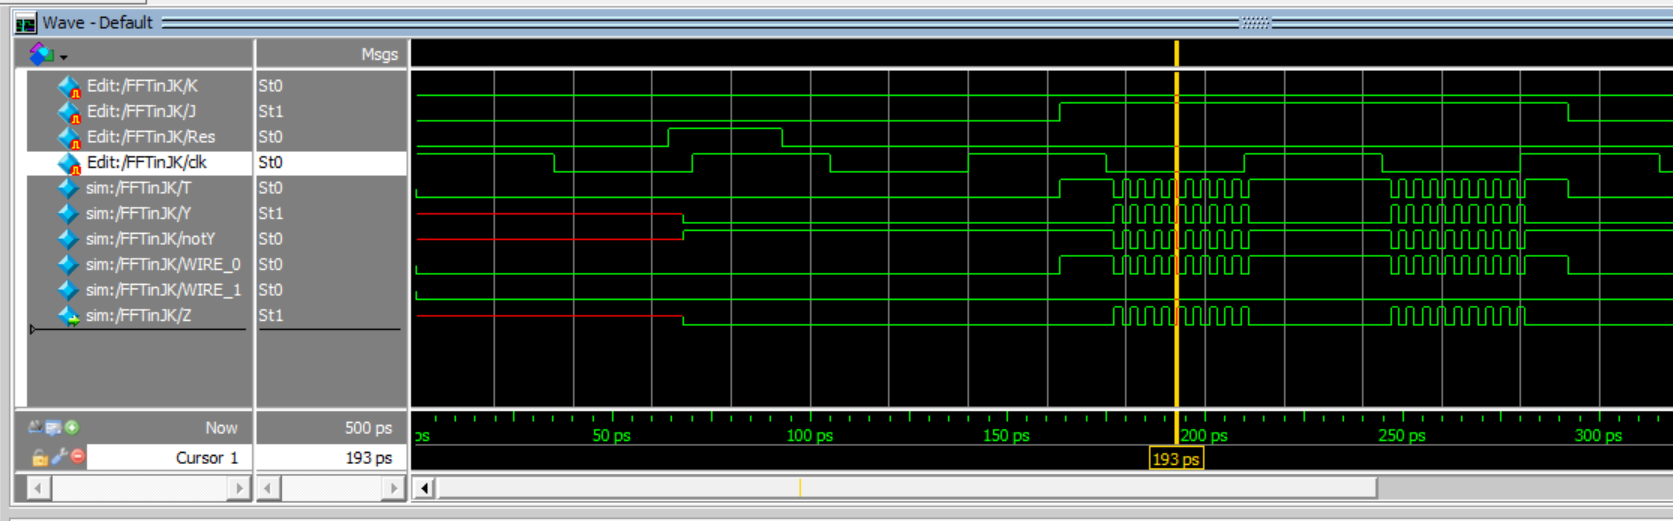 Wave - Default
Msgs
Edit:/FFTinJK/K St0
Edit:/FFTinJK/J St1
Edit:/FFTinJK/Res St0
Edit:/FFTinJK/clk St0
sim:/FFTinJK/T St0
sim:/FFTinJK/Y St1
sim:/FFTinJK/notY St0
sim:/FFTinJK/WIRE_0 St0
sim:/FFTinJK/WIRE_1 St0
sim:/FFTinJK/Z St1
Now 500 ps ps 50 ps 100 ps 150 ps 200 ps 250 ps 300 ps
Cursor 1 193 ps 193 ps